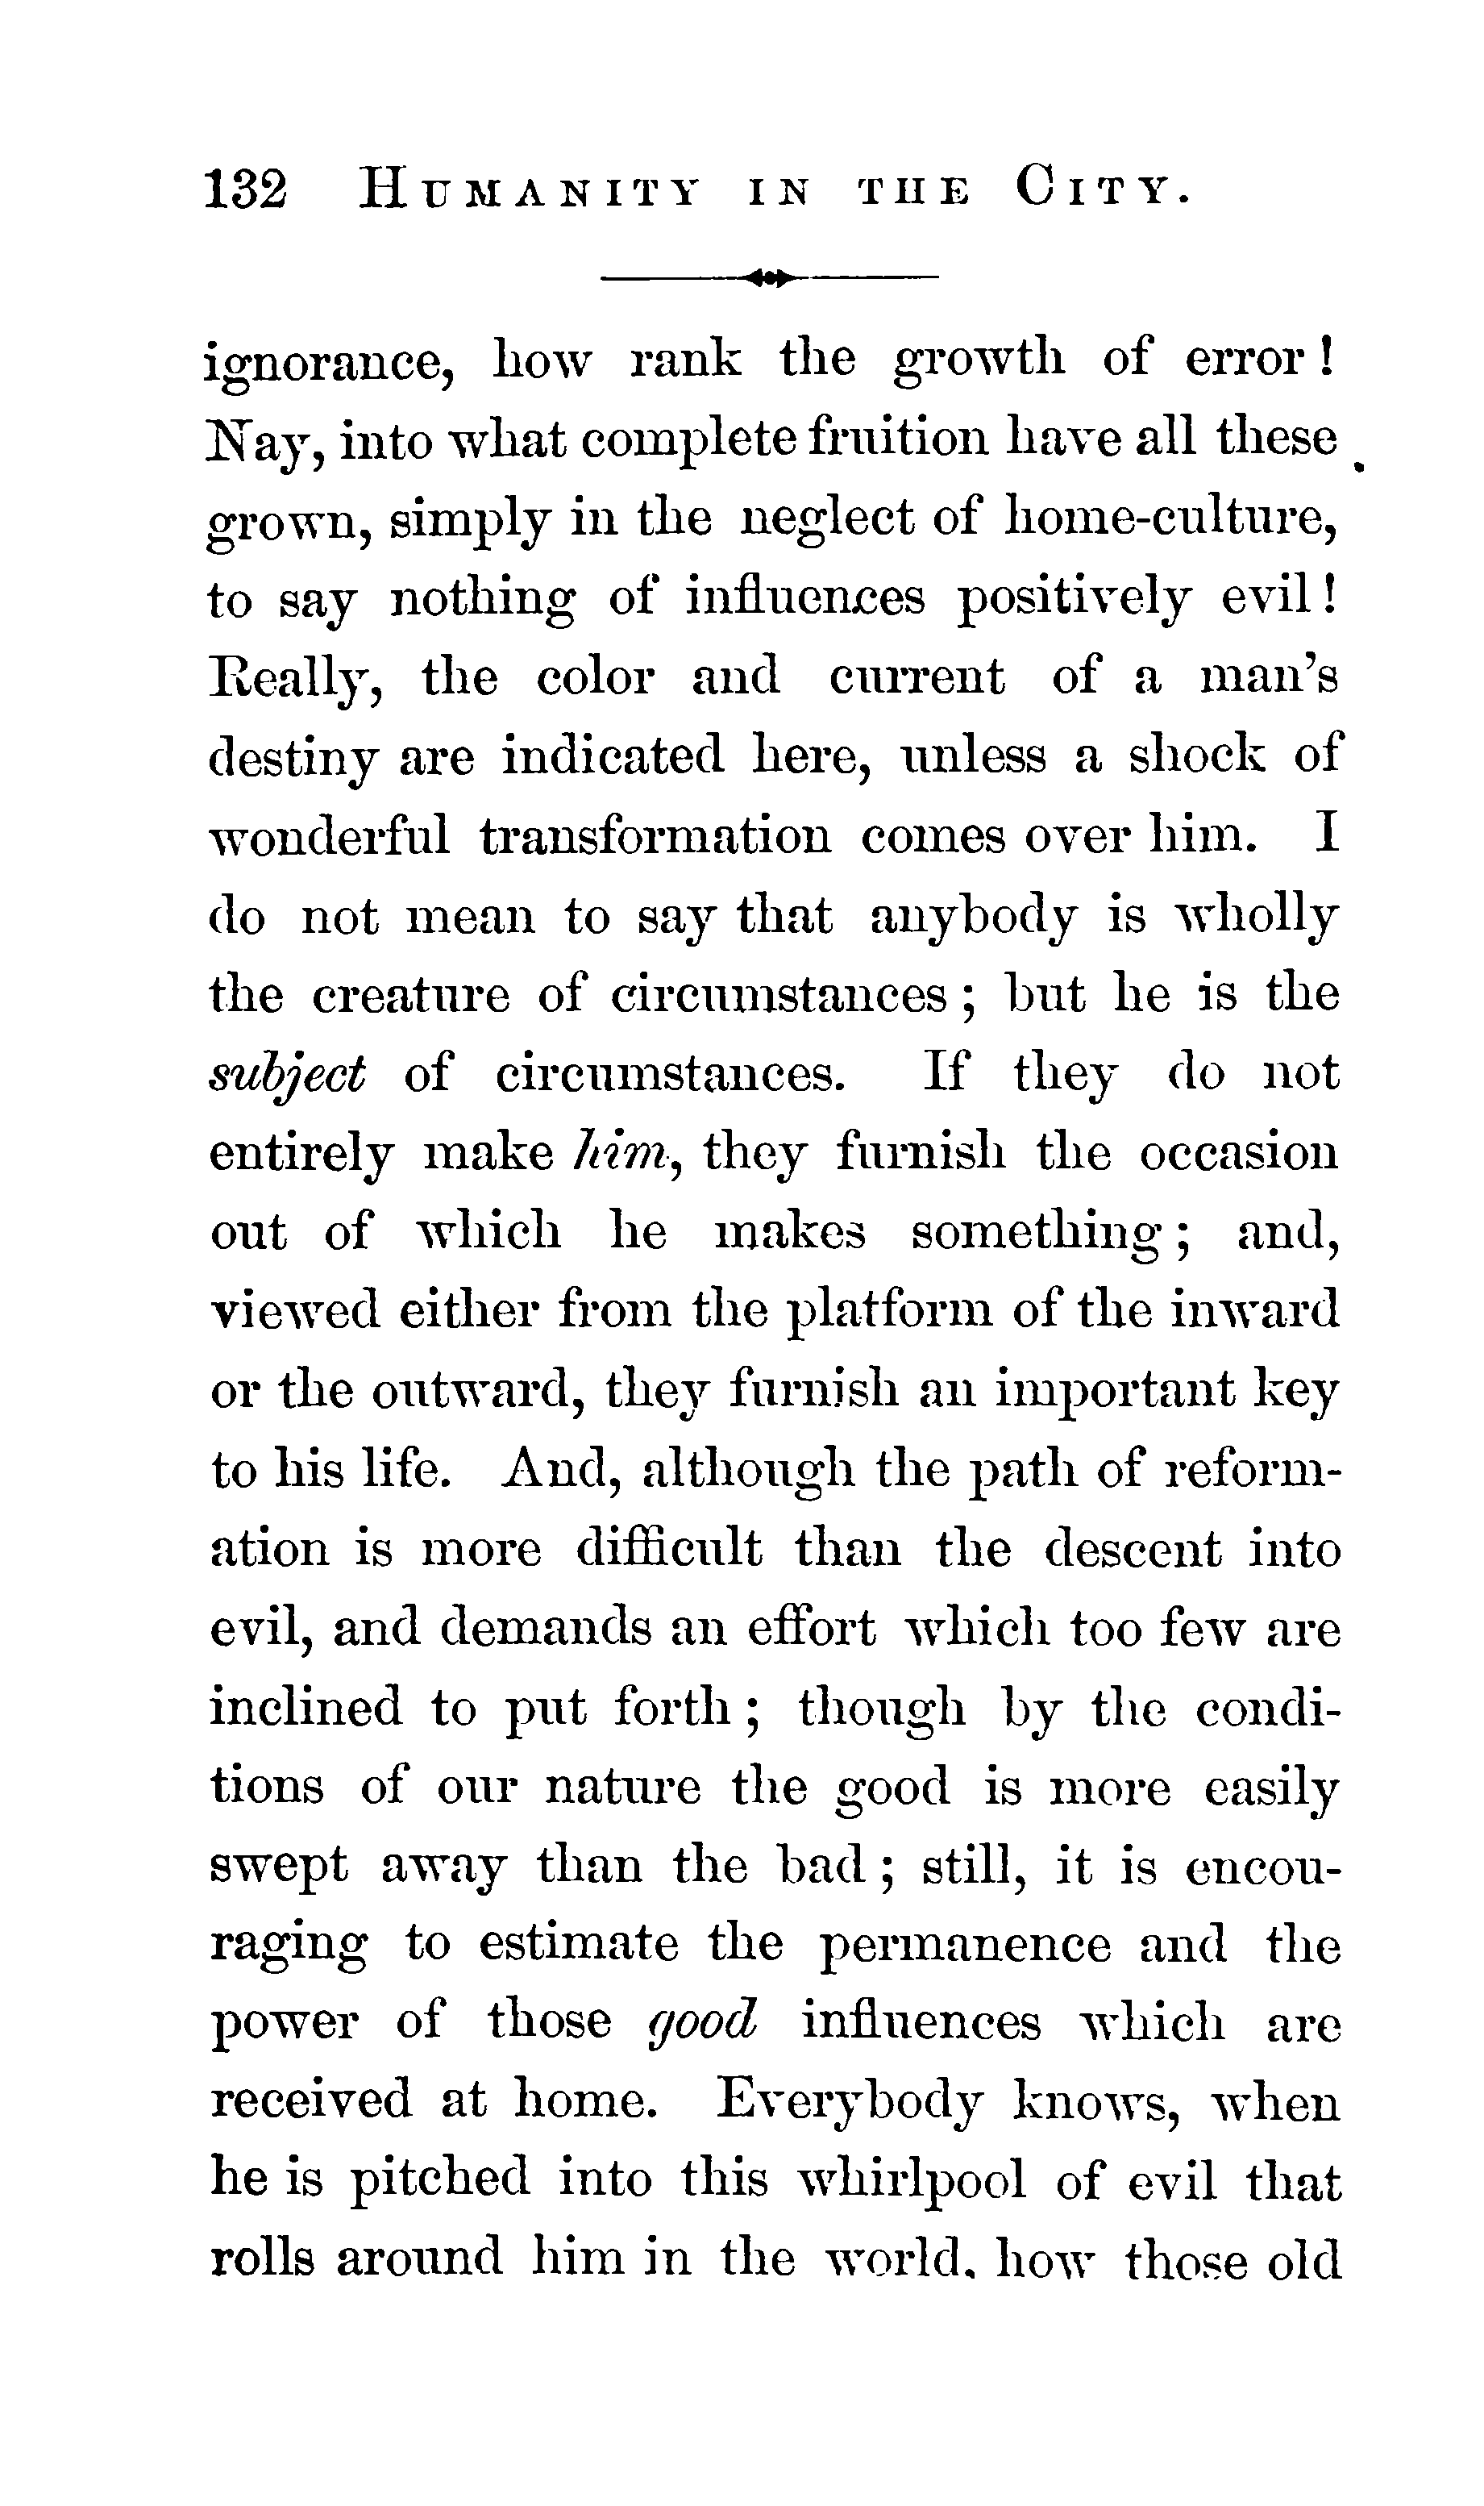 132 HUMANITY IN THE CITY.
ignorance, how rank the growth of error!
Nay, into what complete fruition have all these
grown, simply in the neglect of home-culture,
to say nothing of influences positively evil!
Really, the color and current of a man's
destiny are indicated here, unless a shock of
wonderful transformation comes over him. I
do not mean to say that anybody is wholly
the creature of circumstances; but he is the
subject of circumstances. If they do not
entirely make him, they furnish the occasion
out of which he makes something; and,
viewed either from the platform of the inward
or the outward, they furnish an important key
to his life. And, although the path of reform-
ation is more difficult than the descent into
evil, and demands an effort which too few are
inclined to put forth; though by the condi-
tions of our nature the good is more easily
swept away than the bad; still, it is encou-
raging to estimate the permanence and the
power of those good influences which are
received at home. Everybody knows, when
he is pitched into this whirlpool of evil that
rolls around him in the world, how those old